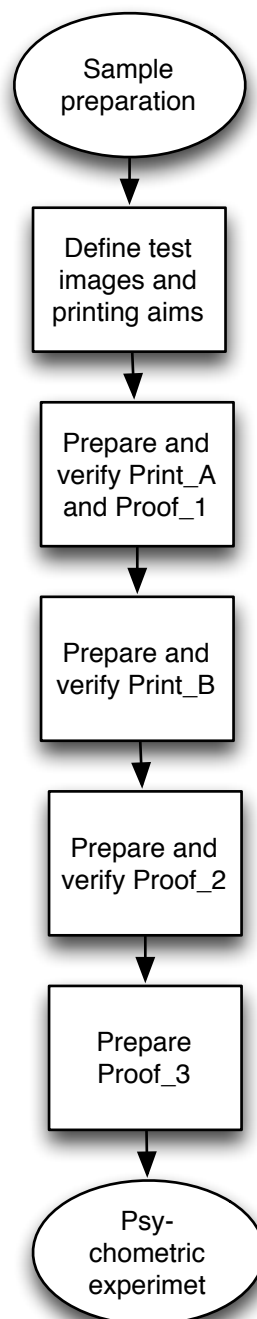 Sample
preparation
Define test
images and
printing aims
Prepare and
verify Print_A
and Proof_1
Prepare and
verify Print_B
Prepare and
verify Proof_2
Prepare
Proof_3
Psy-
chometric
experimet